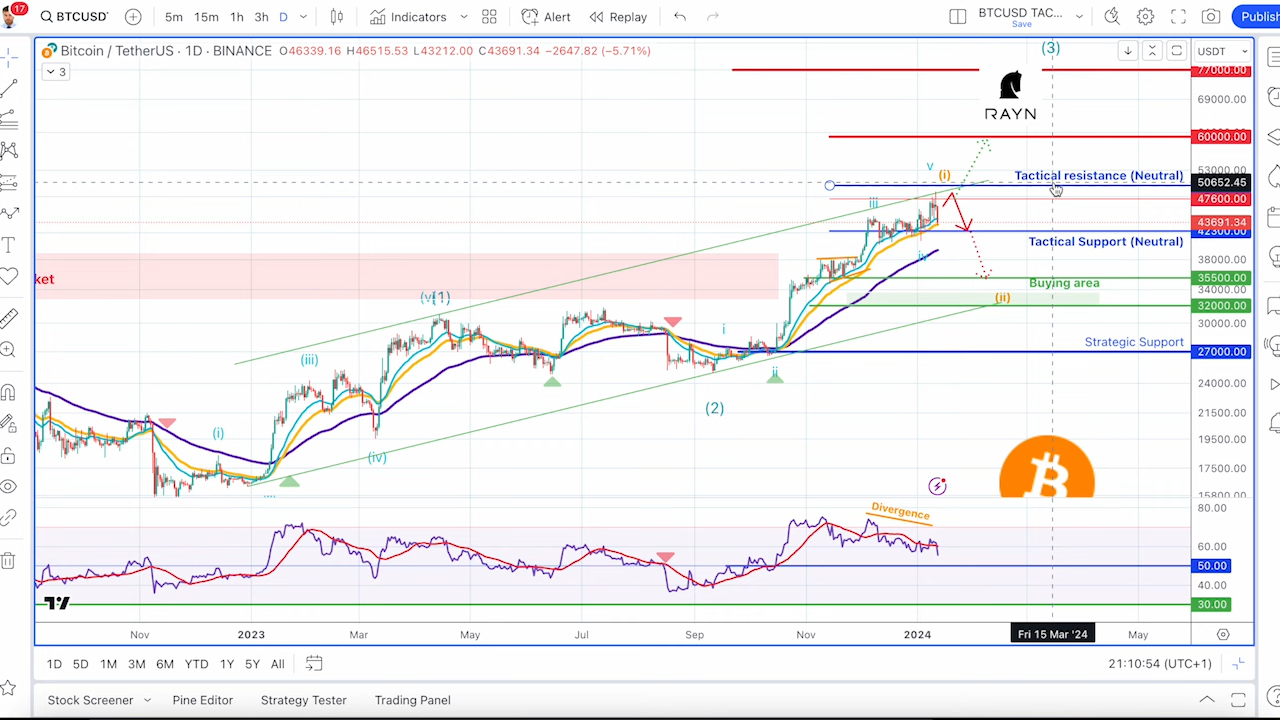 17
BTCUSDT
5m 15m 1h 3h D
Indicators
Alert
Replay
BTCUSD TAC...
Save
Publish
Bitcoin / TetherUS · 1D · BINANCE O46339.16 H46515.53 L43212.00 C43691.34 −2647.82 (−5.71%)
3
(3)
USDT
77000.00
RAYN
69000.00
60000.00
53000.00
v
(i)
Tactical resistance (Neutral)
50652.45
47600.00
iii
43691.34
42300.00
Tactical Support (Neutral)
iv
38000.00
ket
35500.00
Buying area
34000.00
(ii)
32000.00
(1)
30000.00
i
Strategic Support
27000.00
(iii)
ii
24000.00
(2)
21500.00
(i)
19500.00
(iv)
17500.00
15800.00
Divergence
80.00
60.00
50.00
40.00
30.00
Nov 2023 Mar May Jul Sep Nov 2024 Fri 15 Mar '24 May
1D 5D 1M 3M 6M YTD 1Y 5Y All
21:10:54 (UTC+1)
Stock Screener Pine Editor Strategy Tester Trading Panel